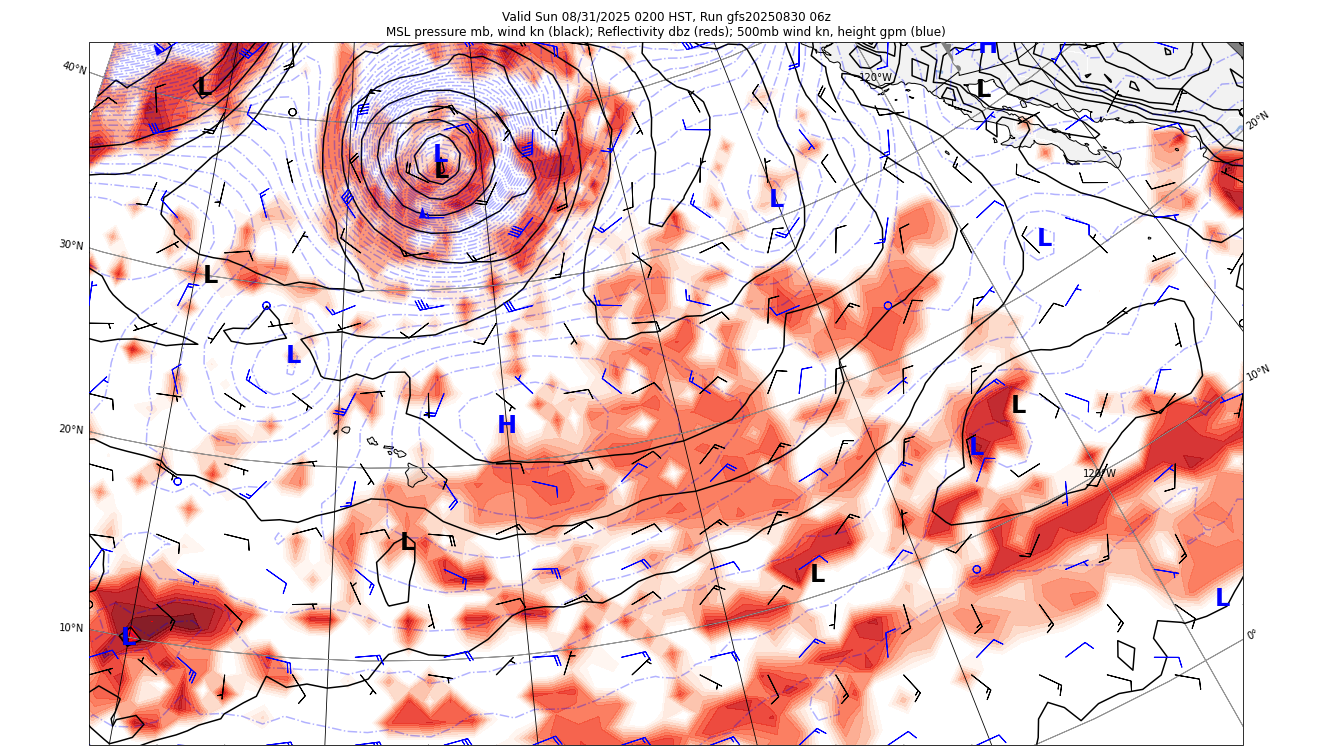 Valid Sun 08/31/2025 0200 HST, Run gfs20250830 06z
MSL pressure mb, wind kn (black); Reflectivity dbz (reds); 500mb wind kn, height gpm (blue)
H
40°N
120°W
L
L
20°N
L
L
L
30°N
L
L
L
10°N
L
20°N
H
L
120°W
L
L
10°N
L
L
0°